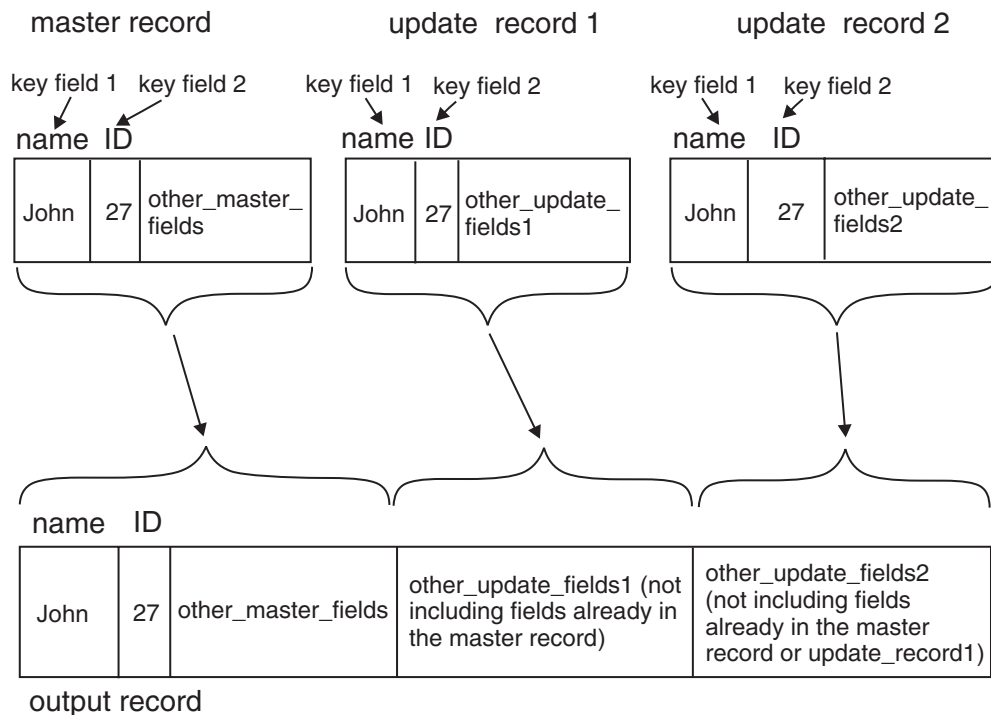 master record
update record 1
update record 2
key field 1
key field 2
key field 1
key field 2
key field 1
key field 2
name ID
name ID
name ID
John
27
other_master_
fields
John
27
other_update_
fields1
John
27
other_update_
fields2
name ID
John
27
other_master_fields
other_update_fields1 (not
including fields already in
the master record)
other_update_fields2
(not including fields
already in the master
record or update_record1)
output record